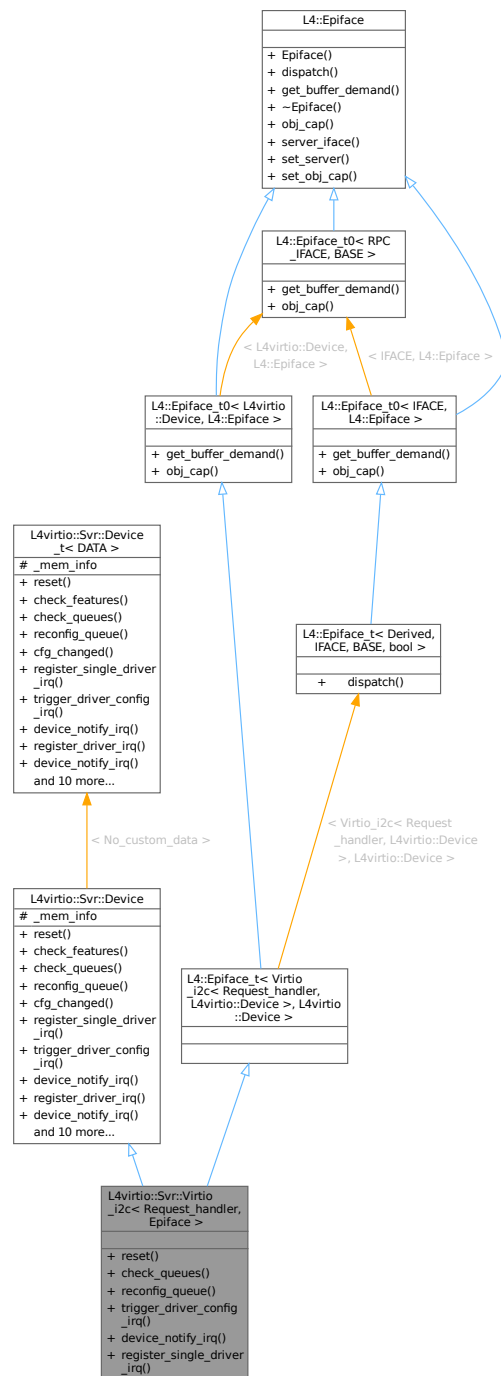 L4::Epiface
+ Epiface()
+ dispatch()
+ get_buffer_demand()
+ ~Epiface()
+ obj_cap()
+ server_iface()
+ set_server()
+ set_obj_cap()
L4::Epiface_t0< RPC
_IFACE, BASE >
+ get_buffer_demand()
+ obj_cap()
< L4virtio::Device,
L4::Epiface >
< IFACE, L4::Epiface >
L4::Epiface_t0< L4virtio
::Device, L4::Epiface >
+ get_buffer_demand()
+ obj_cap()
L4::Epiface_t0< IFACE,
L4::Epiface >
+ get_buffer_demand()
+ obj_cap()
L4virtio::Svr::Device
_t< DATA >
# _mem_info
+ reset()
+ check_features()
+ check_queues()
+ reconfig_queue()
+ cfg_changed()
+ register_single_driver
_irq()
+ trigger_driver_config
_irq()
+ device_notify_irq()
+ register_driver_irq()
+ device_notify_irq()
and 10 more...
L4::Epiface_t< Derived,
IFACE, BASE, bool >
+ dispatch()
< No_custom_data >
< Virtio_i2c< Request
_handler, L4virtio::Device
>, L4virtio::Device >
L4virtio::Svr::Device
# _mem_info
+ reset()
+ check_features()
+ check_queues()
+ reconfig_queue()
+ cfg_changed()
+ register_single_driver
_irq()
+ trigger_driver_config
_irq()
+ device_notify_irq()
+ register_driver_irq()
+ device_notify_irq()
and 10 more...
L4::Epiface_t< Virtio
_i2c< Request_handler,
L4virtio::Device >, L4virtio
::Device >
L4virtio::Svr::Virtio
_i2c< Request_handler,
Epiface >
+ reset()
+ check_queues()
+ reconfig_queue()
+ trigger_driver_config
_irq()
+ device_notify_irq()
+ register_single_driver
_irq()